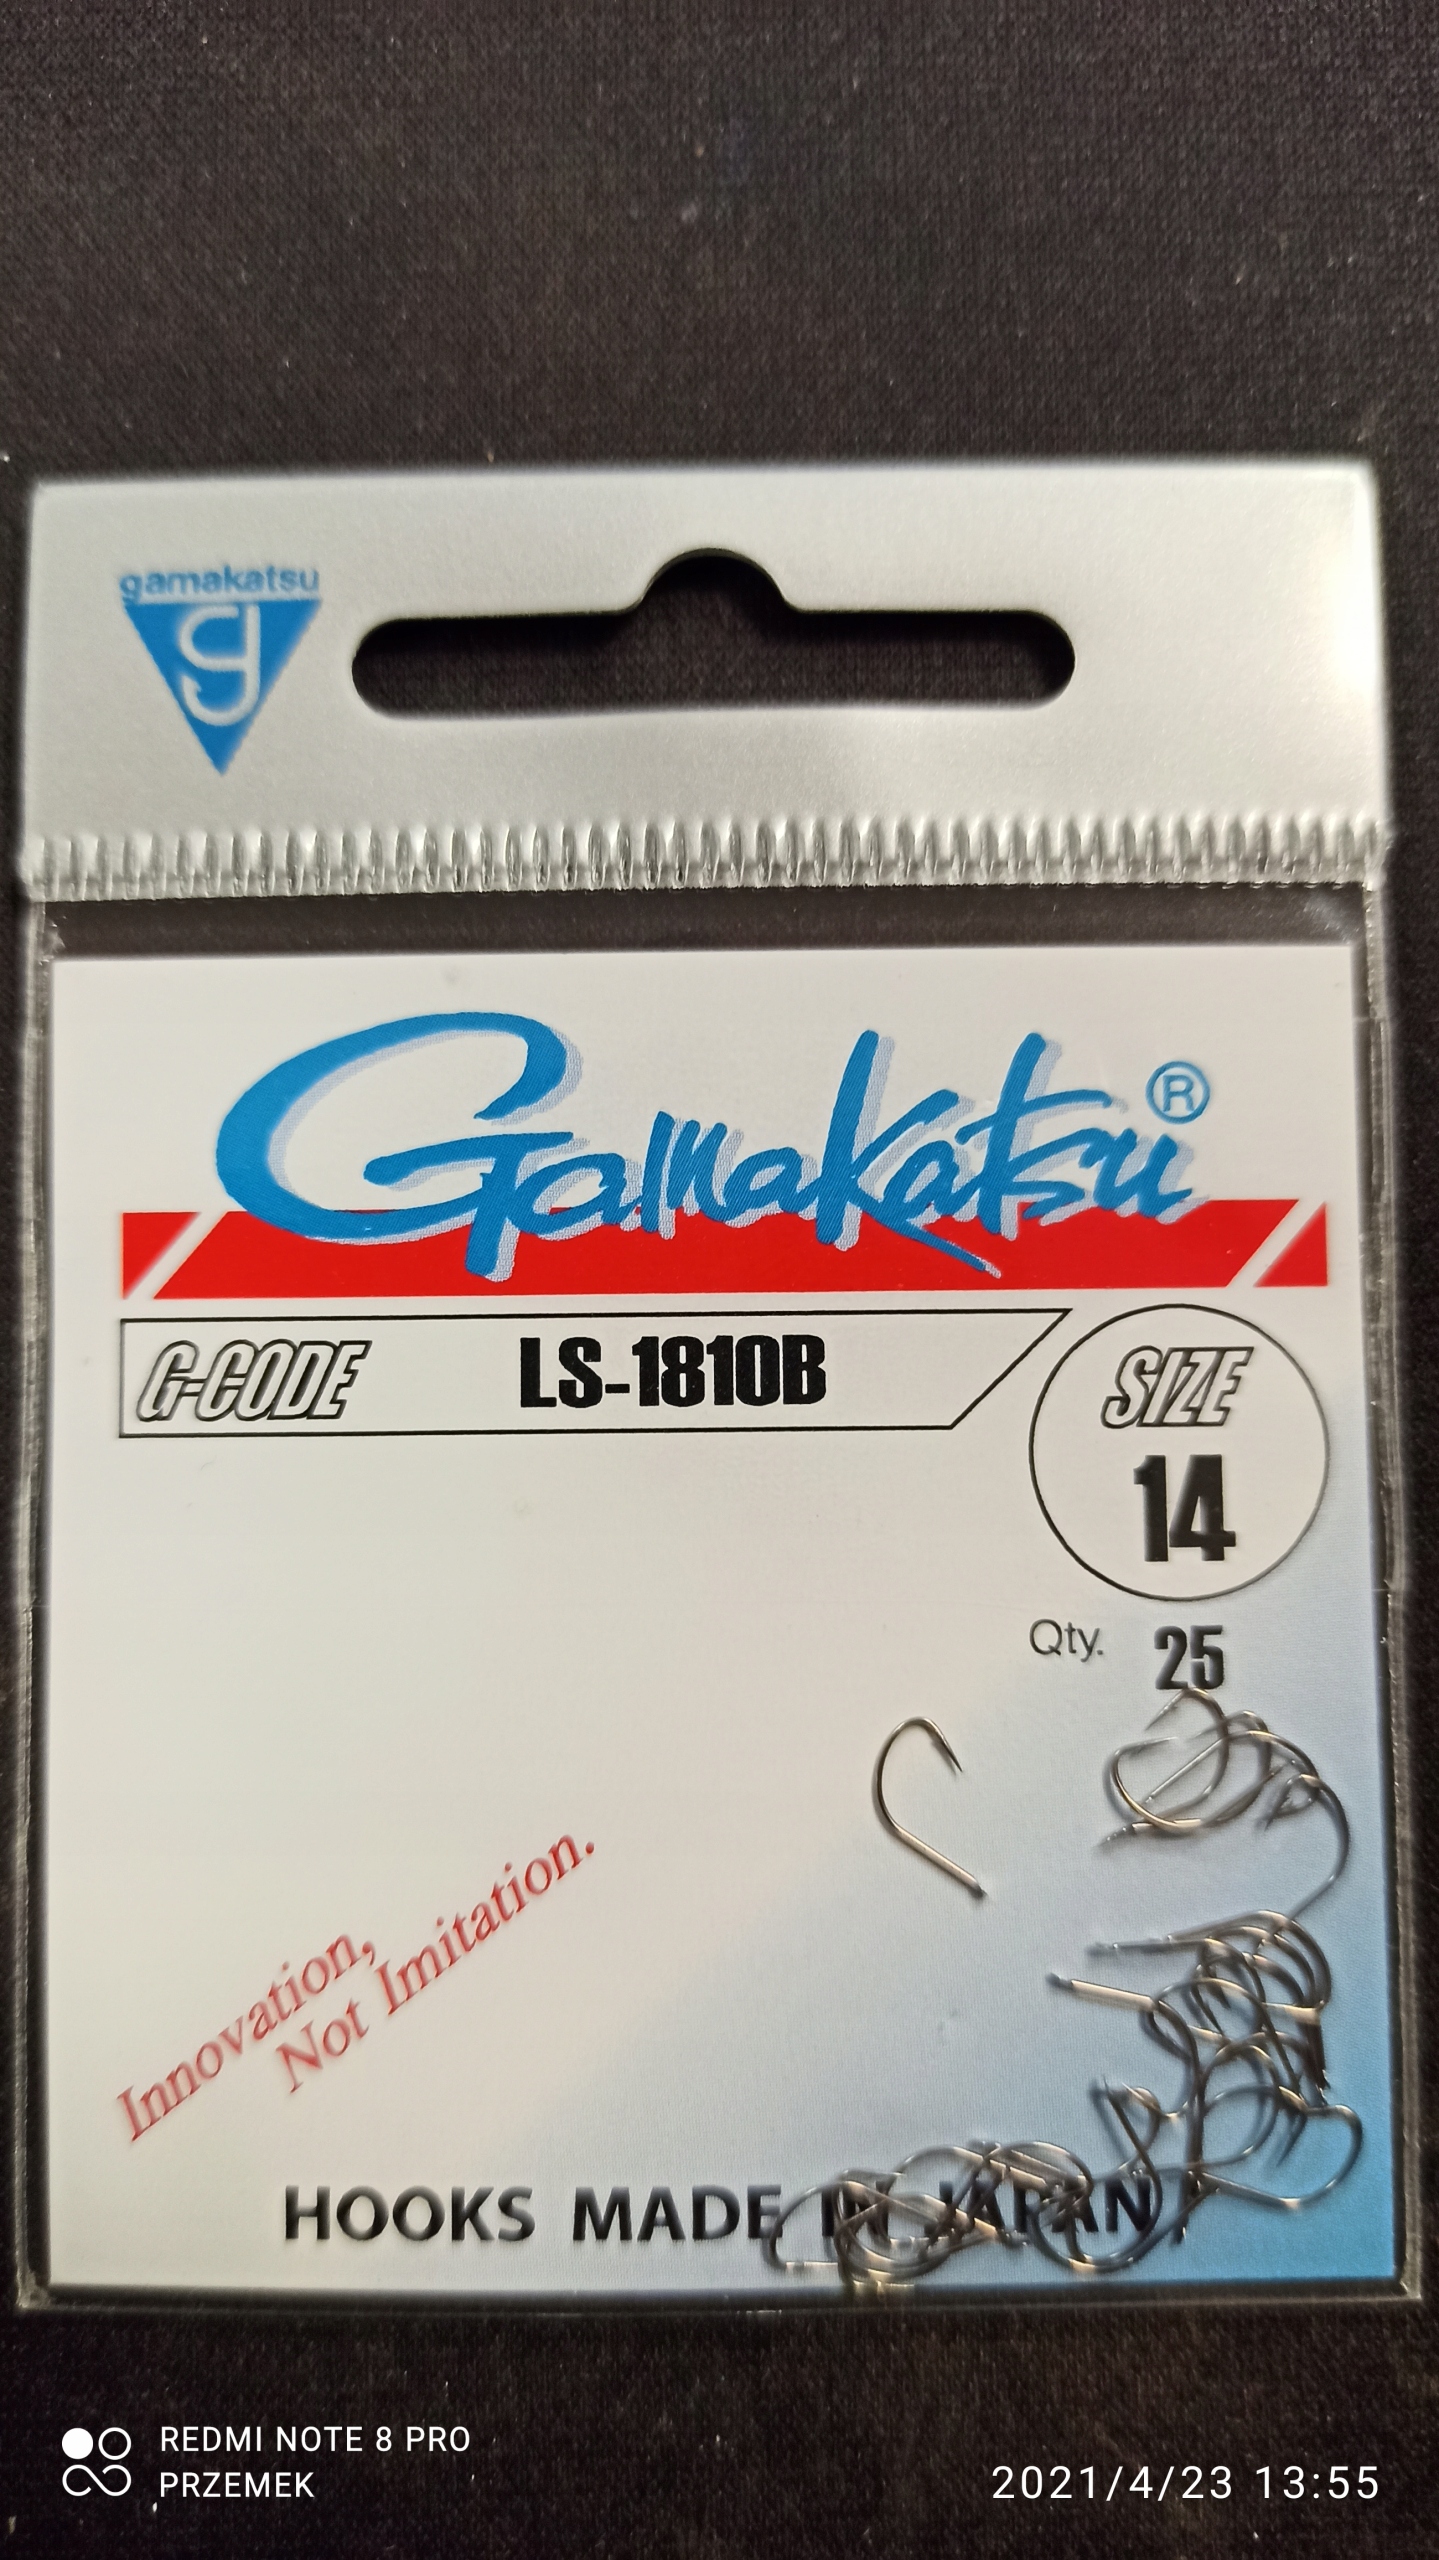 gamakatsu
g
Gamakatsu®
G-CODE LS-1810B
SIZE
14
Qty. 25
Innovation,
Not Imitation.
HOOKS MADE IN JAPAN
REDMI NOTE 8 PRO
PRZEMEK
2021/4/23 13:55